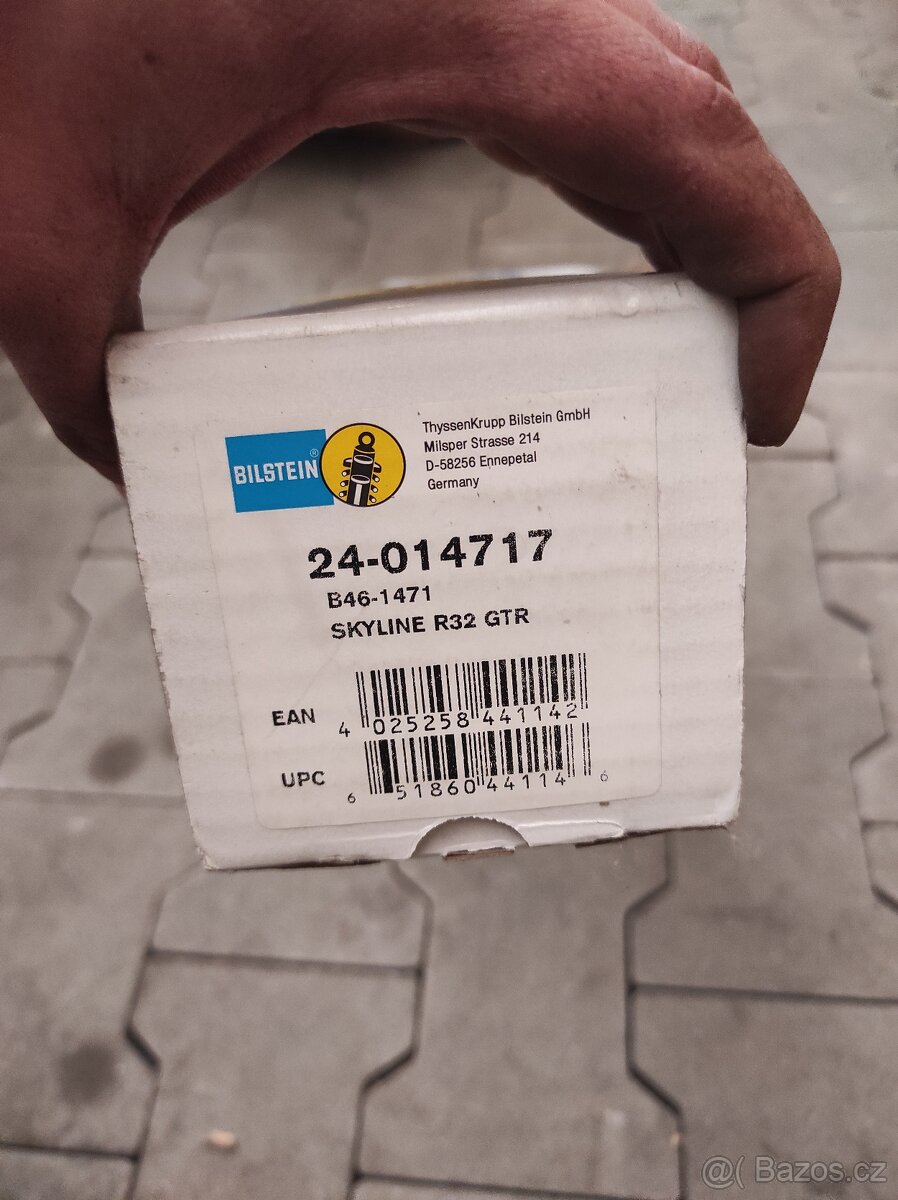 BILSTEIN®
ThyssenKrupp Bilstein GmbH
Milsper Strasse 214
D-58256 Ennepetal
Germany
24-014717
B46-1471
SKYLINE R32 GTR
EAN 4 025258 441142
UPC 6 51860 44114 6
@( Bazos.cz